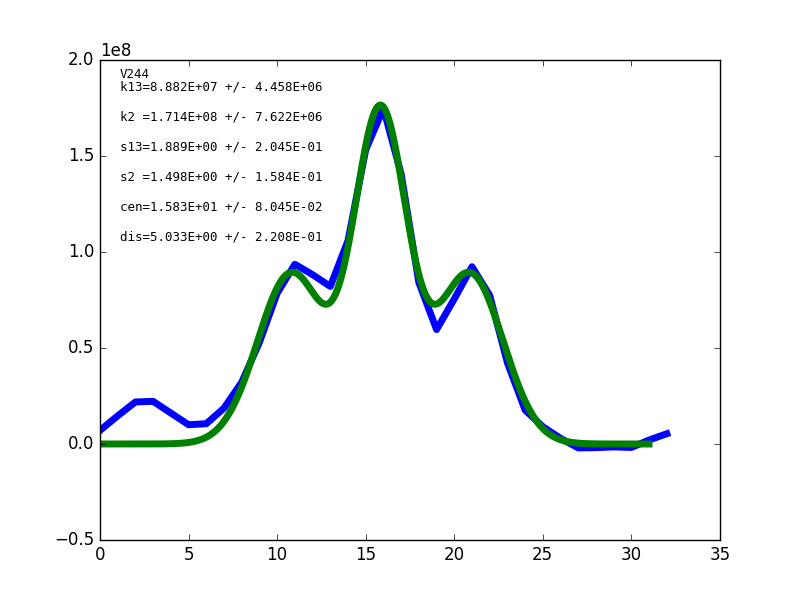 1e8
2.0
V244
k13=8.882E+07 +/- 4.458E+06
k2 =1.714E+08 +/- 7.622E+06
1.5
s13=1.889E+00 +/- 2.045E-01
s2 =1.498E+00 +/- 1.584E-01
cen=1.583E+01 +/- 8.045E-02
dis=5.033E+00 +/- 2.208E-01
1.0
0.5
0.0
−0.5
0 5 10 15 20 25 30 35